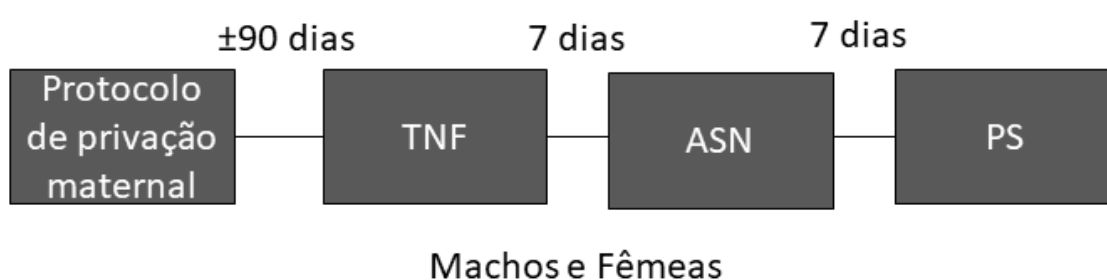 ±90 dias
7 dias
7 dias
Protocolo
de privação
maternal
TNF
ASN
PS
Machos e Fêmeas